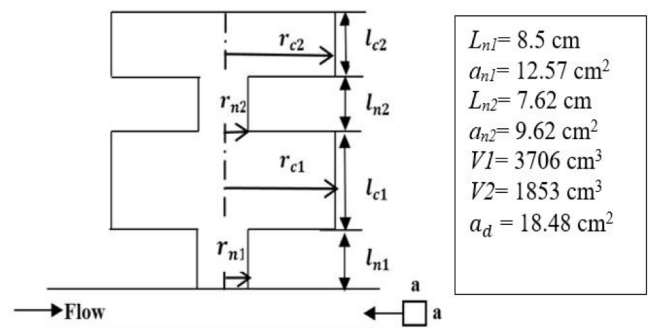 r_c2
l_c2
r_n2
l_n2
r_c1
l_c1
r_n1
l_n1
a
Flow
a
L_n1= 8.5 cm
a_n1= 12.57 cm²
L_n2= 7.62 cm
a_n2= 9.62 cm²
V1= 3706 cm³
V2= 1853 cm³
a_d = 18.48 cm²